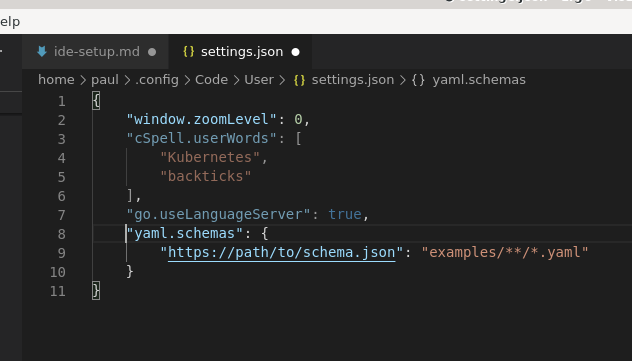 elp
ide-setup.md ● {} settings.json ●
home > paul > .config > Code > User > {} settings.json > {} yaml.schemas
1 {
2 "window.zoomLevel": 0,
3 "cSpell.userWords": [
4 "Kubernetes",
5 "backticks"
6 ],
7 "go.useLanguageServer": true,
8 "yaml.schemas": {
9 "https://path/to/schema.json": "examples/**/*.yaml"
10 }
11 }